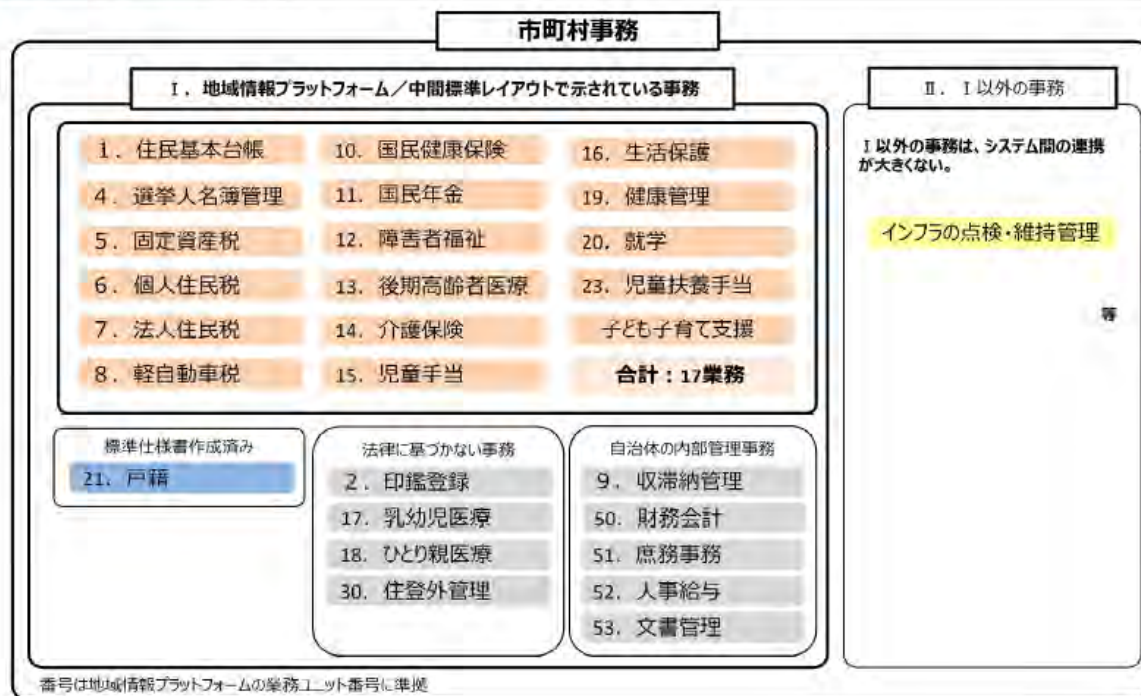 市町村事務
Ⅰ．地域情報プラットフォーム／中間標準レイアウトで示されている事務
1．住民基本台帳
4．選挙人名簿管理
5．固定資産税
6．個人住民税
7．法人住民税
8．軽自動車税
10．国民健康保険
11．国民年金
12．障害者福祉
13．後期高齢者医療
14．介護保険
15．児童手当
16．生活保護
19．健康管理
20．就学
23．児童扶養手当
子ども子育て支援
合計：17業務
標準仕様書作成済み
21．戸籍
法律に基づかない事務
2．印鑑登録
17．乳幼児医療
18．ひとり親医療
30．住登外管理
自治体の内部管理事務
9．収滞納管理
50．財務会計
51．庶務事務
52．人事給与
53．文書管理
Ⅱ．Ⅰ以外の事務
Ⅰ以外の事務は、システム間の連携
が大きくない。
インフラの点検・維持管理
等
番号は地域情報プラットフォームの業務ユニット番号に準拠